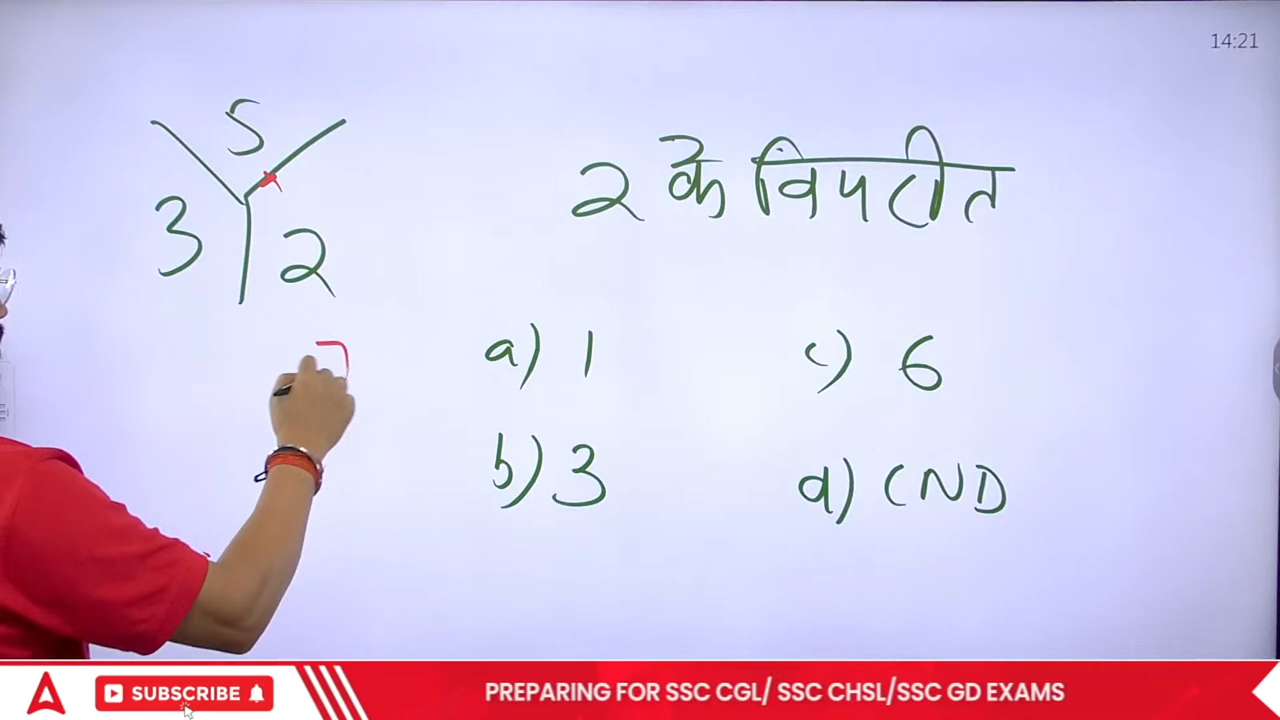 14:21
5
3 2
2 के विपरीत
a) 1
c) 6
b) 3
d) CND
SUBSCRIBE
PREPARING FOR SSC CGL/ SSC CHSL/SSC GD EXAMS